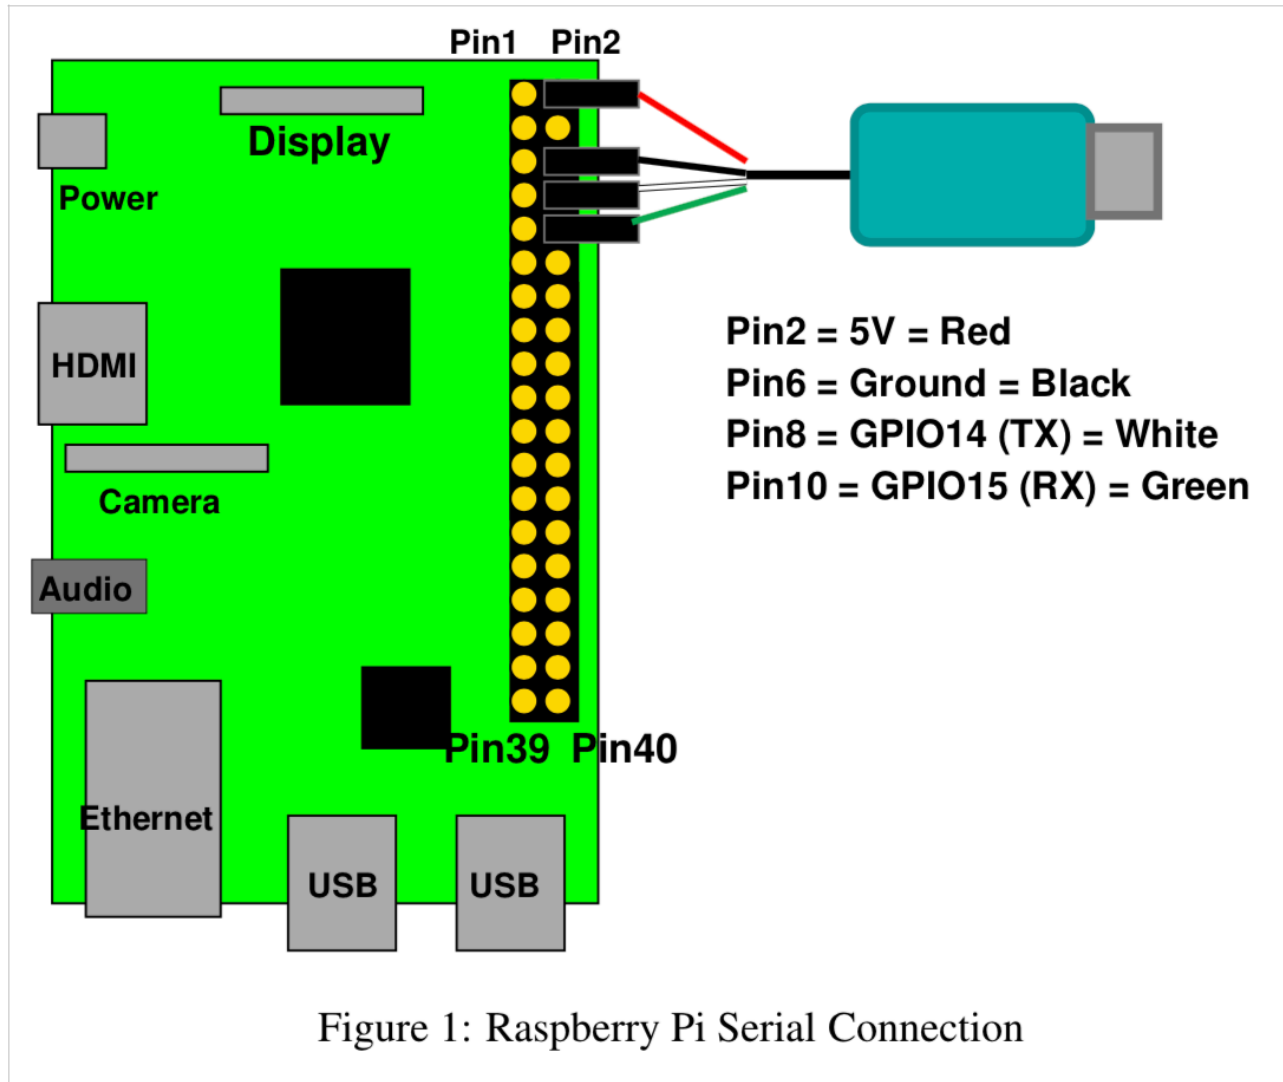 Pin1 Pin2
Display
Power
HDMI
Pin2 = 5V = Red
Pin6 = Ground = Black
Pin8 = GPIO14 (TX) = White
Pin10 = GPIO15 (RX) = Green
Camera
Audio
Pin39 Pin40
Ethernet
USB USB
Figure 1: Raspberry Pi Serial Connection